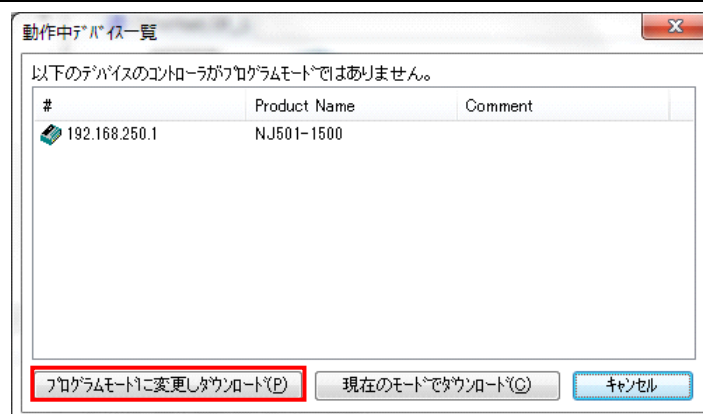 動作中ﾃﾞﾊﾞｲｽ一覧
以下のﾃﾞﾊﾞｲｽのｺﾝﾄﾛｰﾗがﾌﾟﾛｸﾞﾗﾑﾓｰﾄﾞではありません。
# Product Name Comment
192.168.250.1 NJ501-1500
ﾌﾟﾛｸﾞﾗﾑﾓｰﾄﾞに変更しﾀﾞｳﾝﾛｰﾄﾞ(P) 現在のﾓｰﾄﾞでﾀﾞｳﾝﾛｰﾄﾞ(C) ｷｬﾝｾﾙ